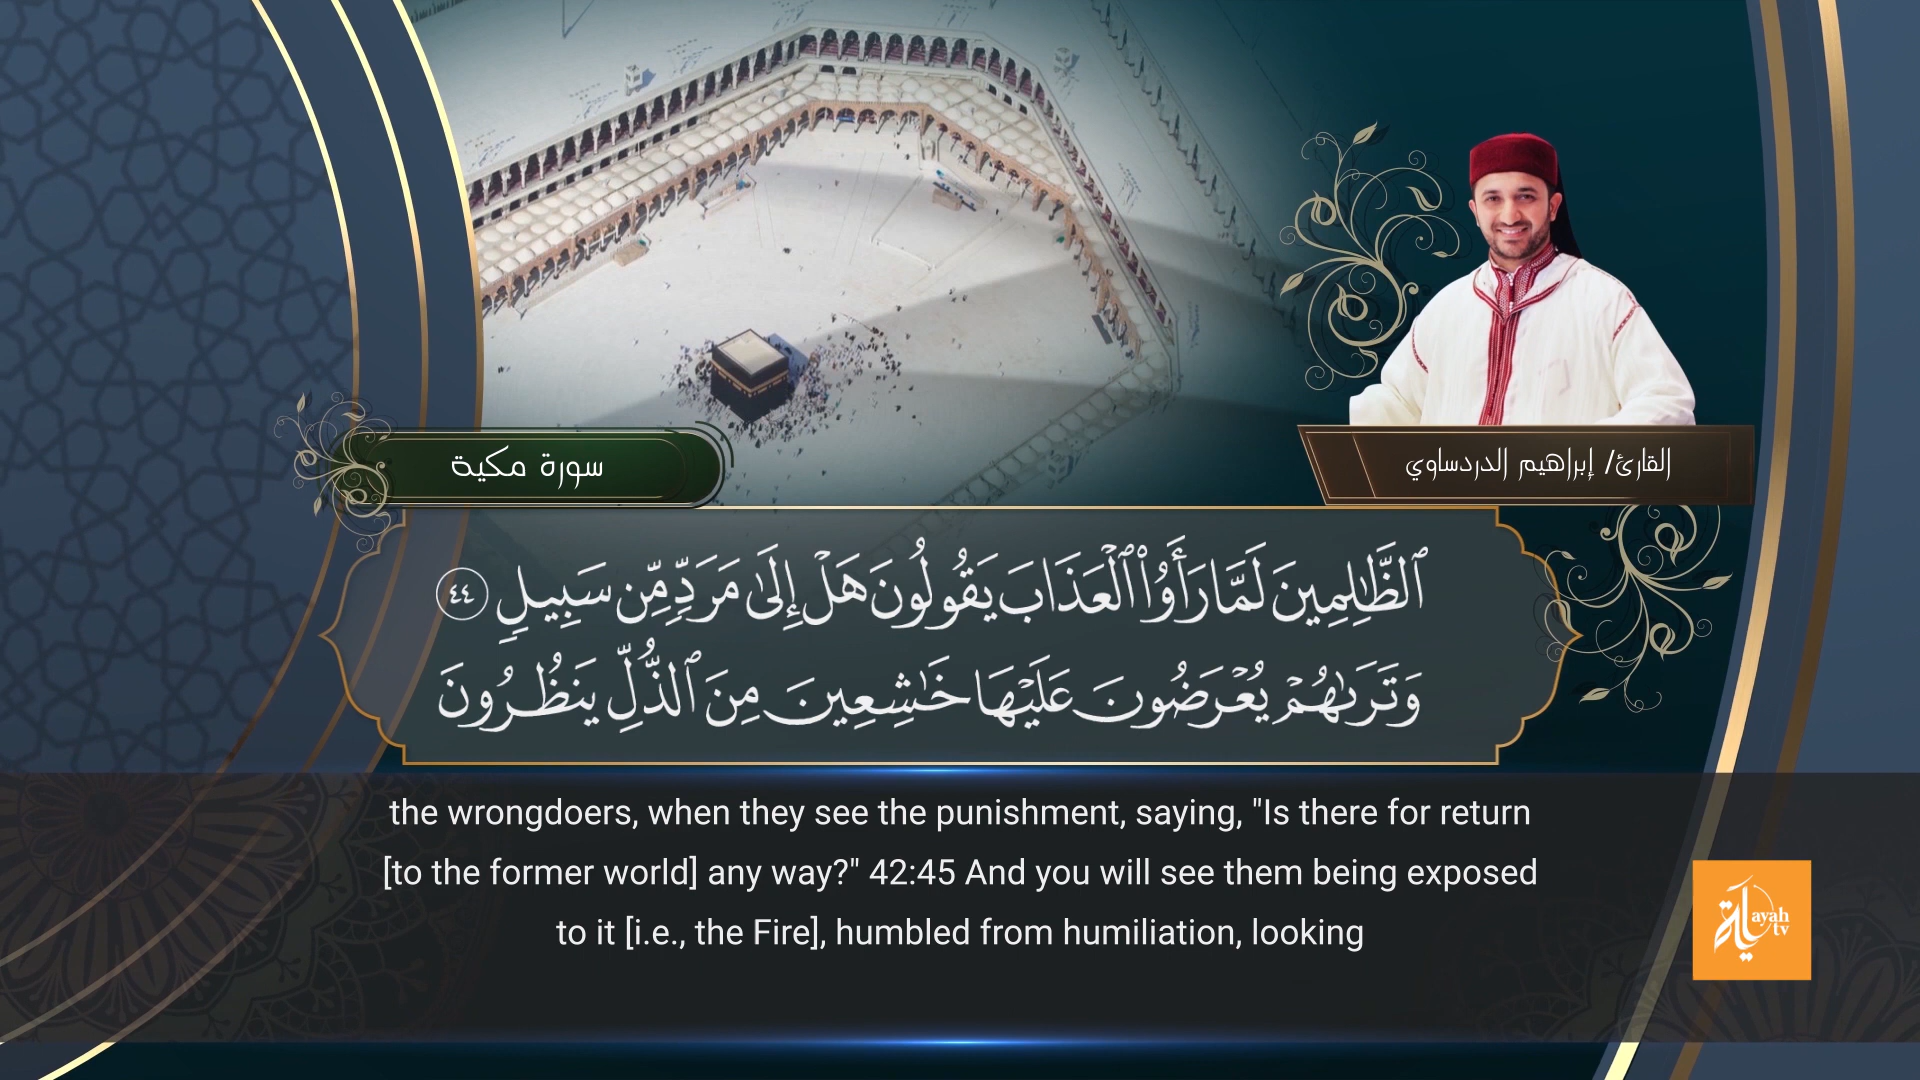 سورة مكية
القارئ/ إبراهيم الدردساوي
ٱلظَّٰلِمِينَ لَمَّا رَأَوُا۟ ٱلْعَذَابَ يَقُولُونَ هَلْ إِلَىٰ مَرَدٍّ مِّن سَبِيلٍ ٤٤
وَتَرَىٰهُمْ يُعْرَضُونَ عَلَيْهَا خَٰشِعِينَ مِنَ ٱلذُّلِّ يَنظُرُونَ
the wrongdoers, when they see the punishment, saying, "Is there for return
[to the former world] any way?" 42:45 And you will see them being exposed
to it [i.e., the Fire], humbled from humiliation, looking
آية
ayah
tv